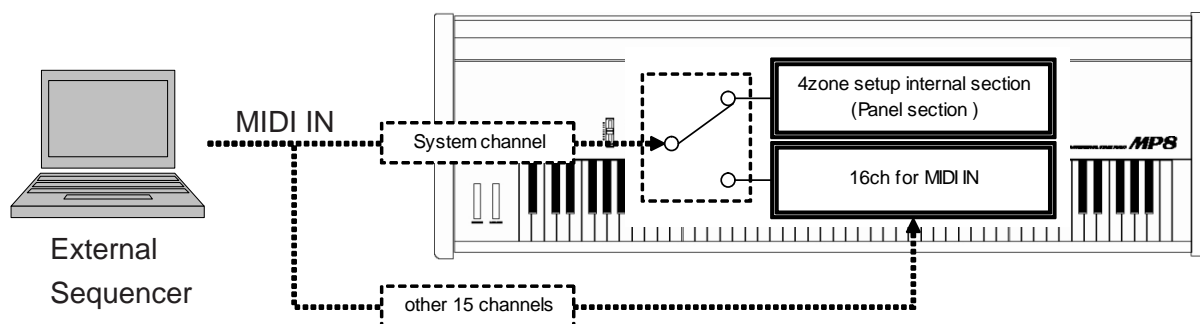 MIDI IN
System channel
4zone setup internal section
(Panel section )
16ch for MIDI IN
MP8
External
Sequencer
other 15 channels